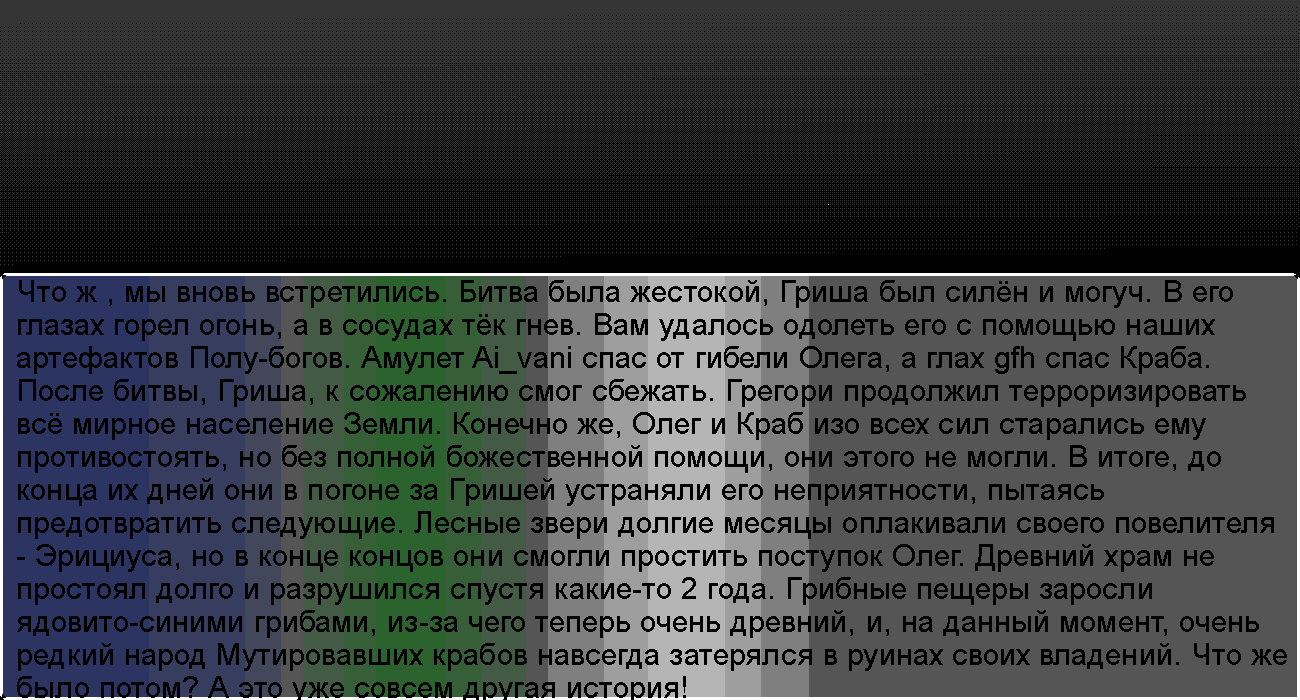 Что ж , мы вновь встретились. Битва была жестокой, Гриша был силён и могуч. В его
глазах горел огонь, а в сосудах тёк гнев. Вам удалось одолеть его с помощью наших
артефактов Полу-богов. Амулет Ai_vani спас от гибели Олега, а глах gfh спас Краба.
После битвы, Гриша, к сожалению смог сбежать. Грегори продолжил терроризировать
всё мирное население Земли. Конечно же, Олег и Краб изо всех сил старались ему
противостоять, но без полной божественной помощи, они этого не могли. В итоге, до
конца их дней они в погоне за Гришей устраняли его неприятности, пытаясь
предотвратить следующие. Лесные звери долгие месяцы оплакивали своего повелителя
- Эрициуса, но в конце концов они смогли простить поступок Олег. Древний храм не
простоял долго и разрушился спустя какие-то 2 года. Грибные пещеры заросли
ядовито-синими грибами, из-за чего теперь очень древний, и, на данный момент, очень
редкий народ Мутировавших крабов навсегда затерялся в руинах своих владений. Что же
было потом? А это уже совсем другая история!